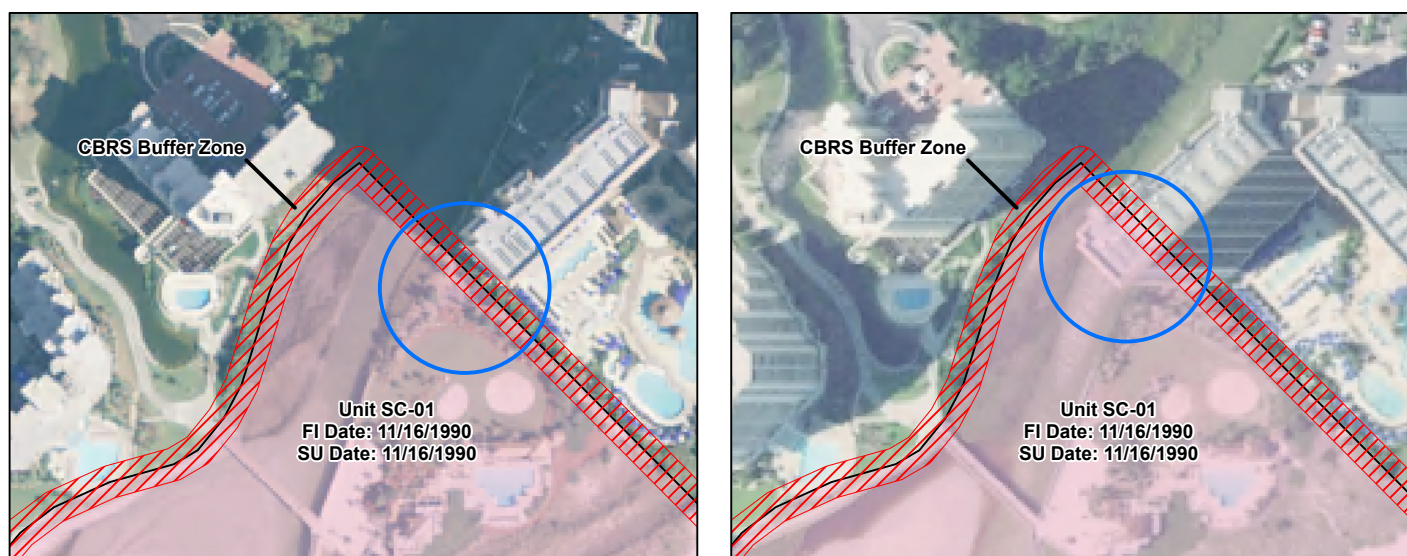 CBRS Buffer Zone
Unit SC-01
FI Date: 11/16/1990
SU Date: 11/16/1990
CBRS Buffer Zone
Unit SC-01
FI Date: 11/16/1990
SU Date: 11/16/1990